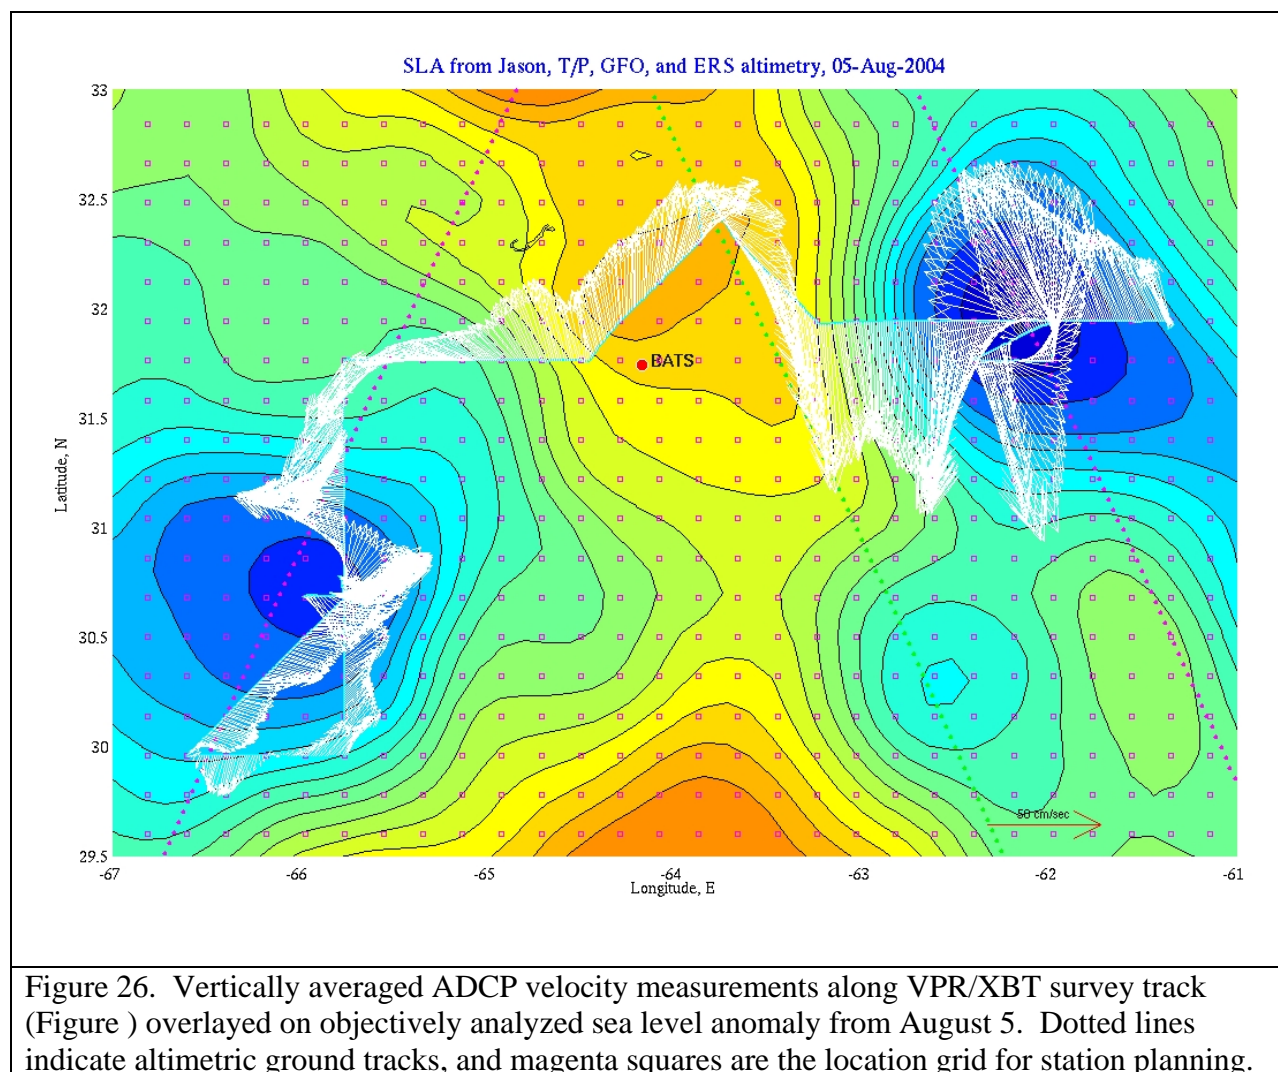 SLA from Jason, T/P, GFO, and ERS altimetry, 05-Aug-2004
33
32.5
32
31.5
31
30.5
30
29.5
Latitude, N
BATS
50 cm/sec
-67
-66
-65
-64
-63
-62
-61
Longitude, E
Figure 26.  Vertically averaged ADCP velocity measurements along VPR/XBT survey track
(Figure ) overlayed on objectively analyzed sea level anomaly from August 5.  Dotted lines
indicate altimetric ground tracks, and magenta squares are the location grid for station planning.